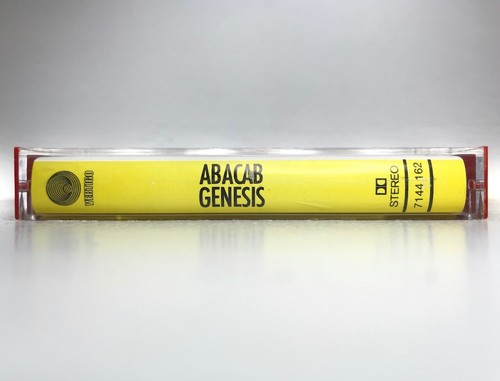 VERTIGO
ABACAB
GENESIS
STEREO
7144 162